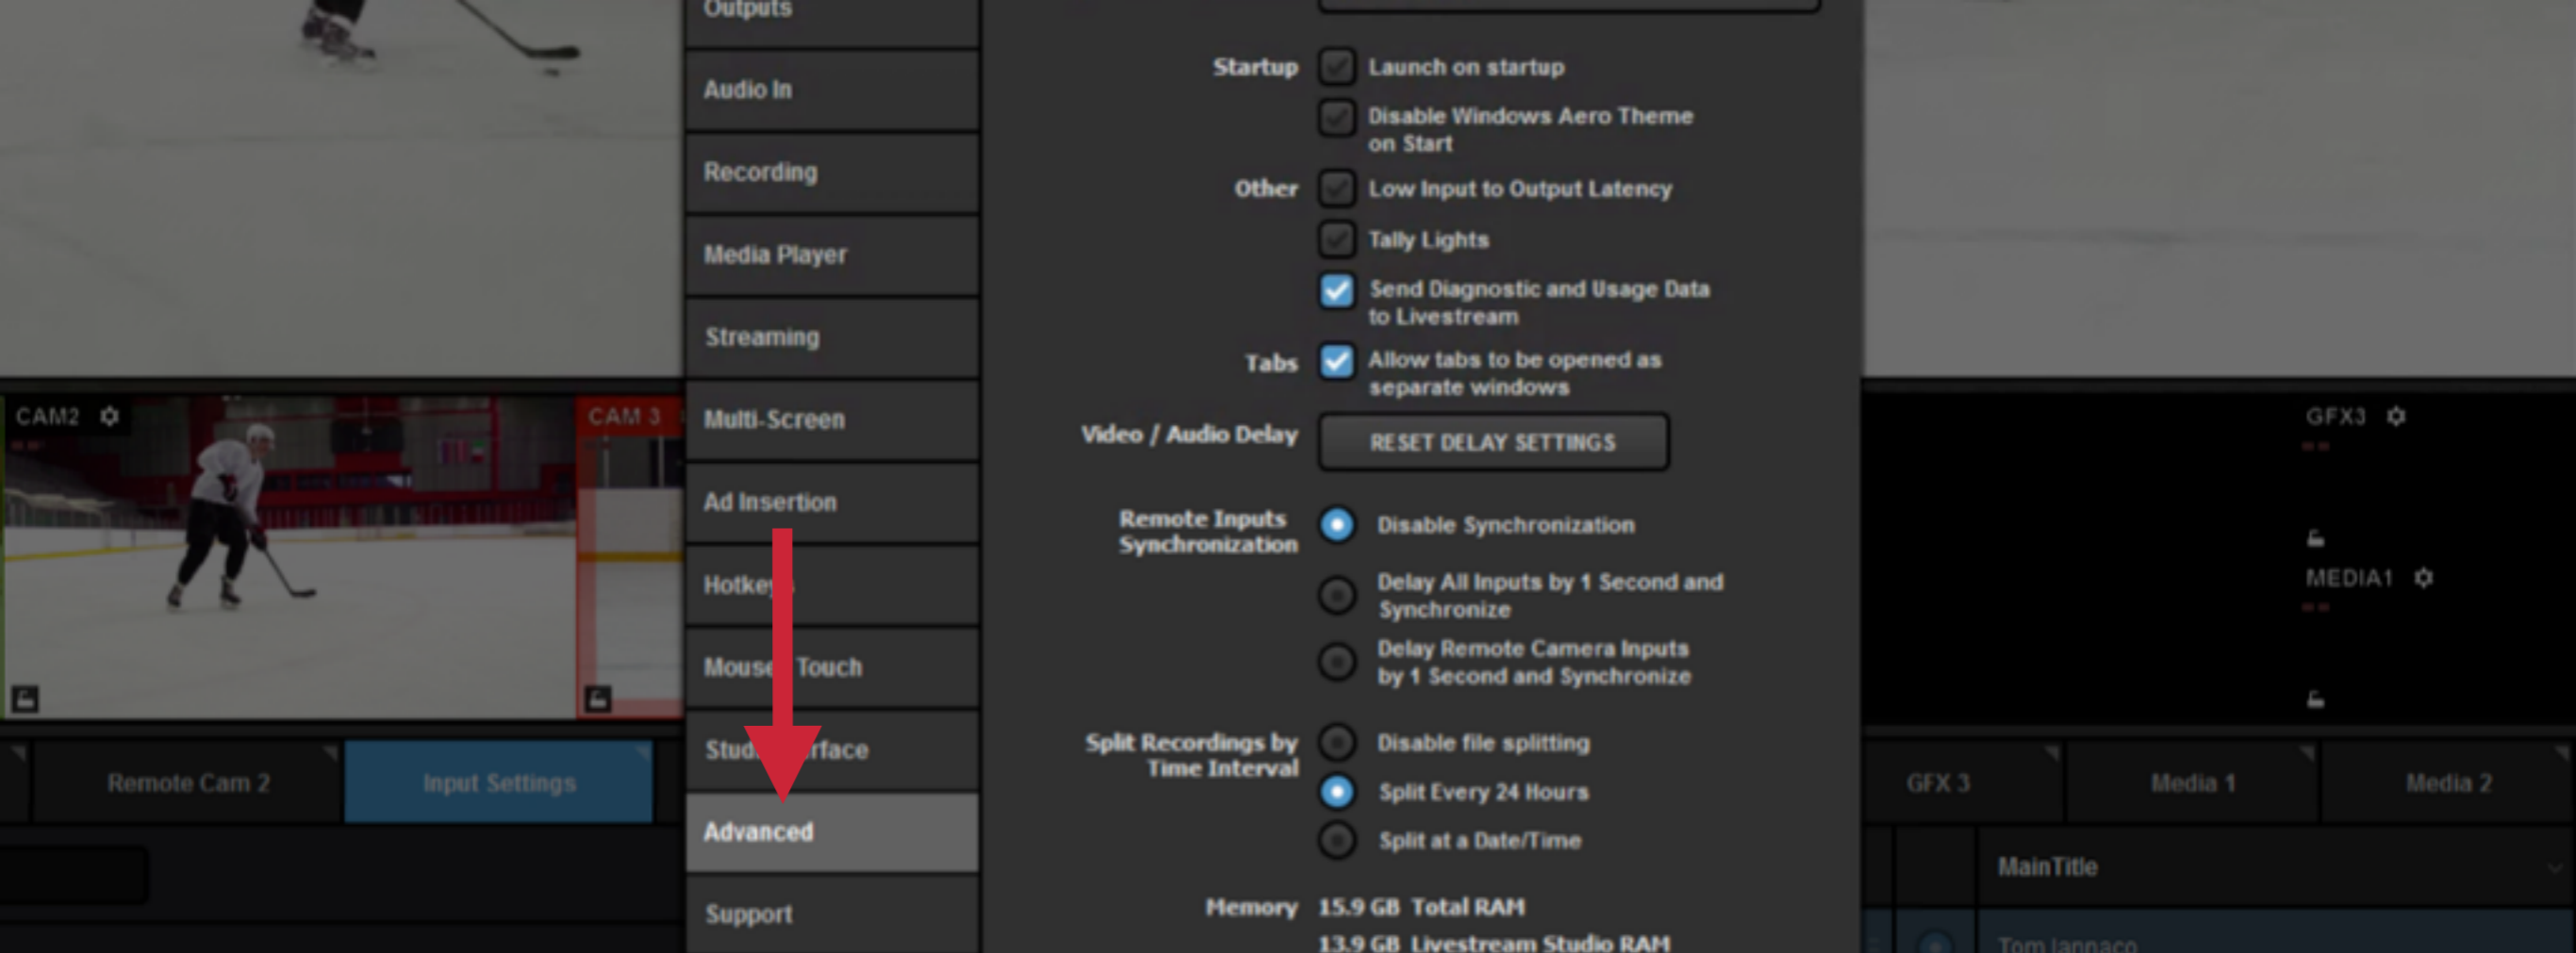 Outputs
Audio In
Recording
Media Player
Streaming
Multi-Screen
Ad Insertion
Mouse Touch
Advanced
Support
Startup
Launch on startup
Disable Windows Aero Theme
on Start
Other
Low Input to Output Latency
Tally Lights
Send Diagnostic and Usage Data
to Livestream
Tabs
Allow tabs to be opened as
separate windows
Video / Audio Delay
RESET DELAY SETTINGS
Remote Inputs
Synchronization
Disable Synchronization
Delay All Inputs by 1 Second and
Synchronize
Delay Remote Camera Inputs
by 1 Second and Synchronize
Split Recordings by
Time Interval
Disable file splitting
Split Every 24 Hours
Split at a Date/Time
Memory
15.9 GB Total RAM
13.9 GB Livestream Studio RAM
CAM2
CAM 3
Remote Cam 2
Input Settings
GFX3
MEDIA1
GFX 3
Media 1
Media 2
MainTitle
Tom Iannaco